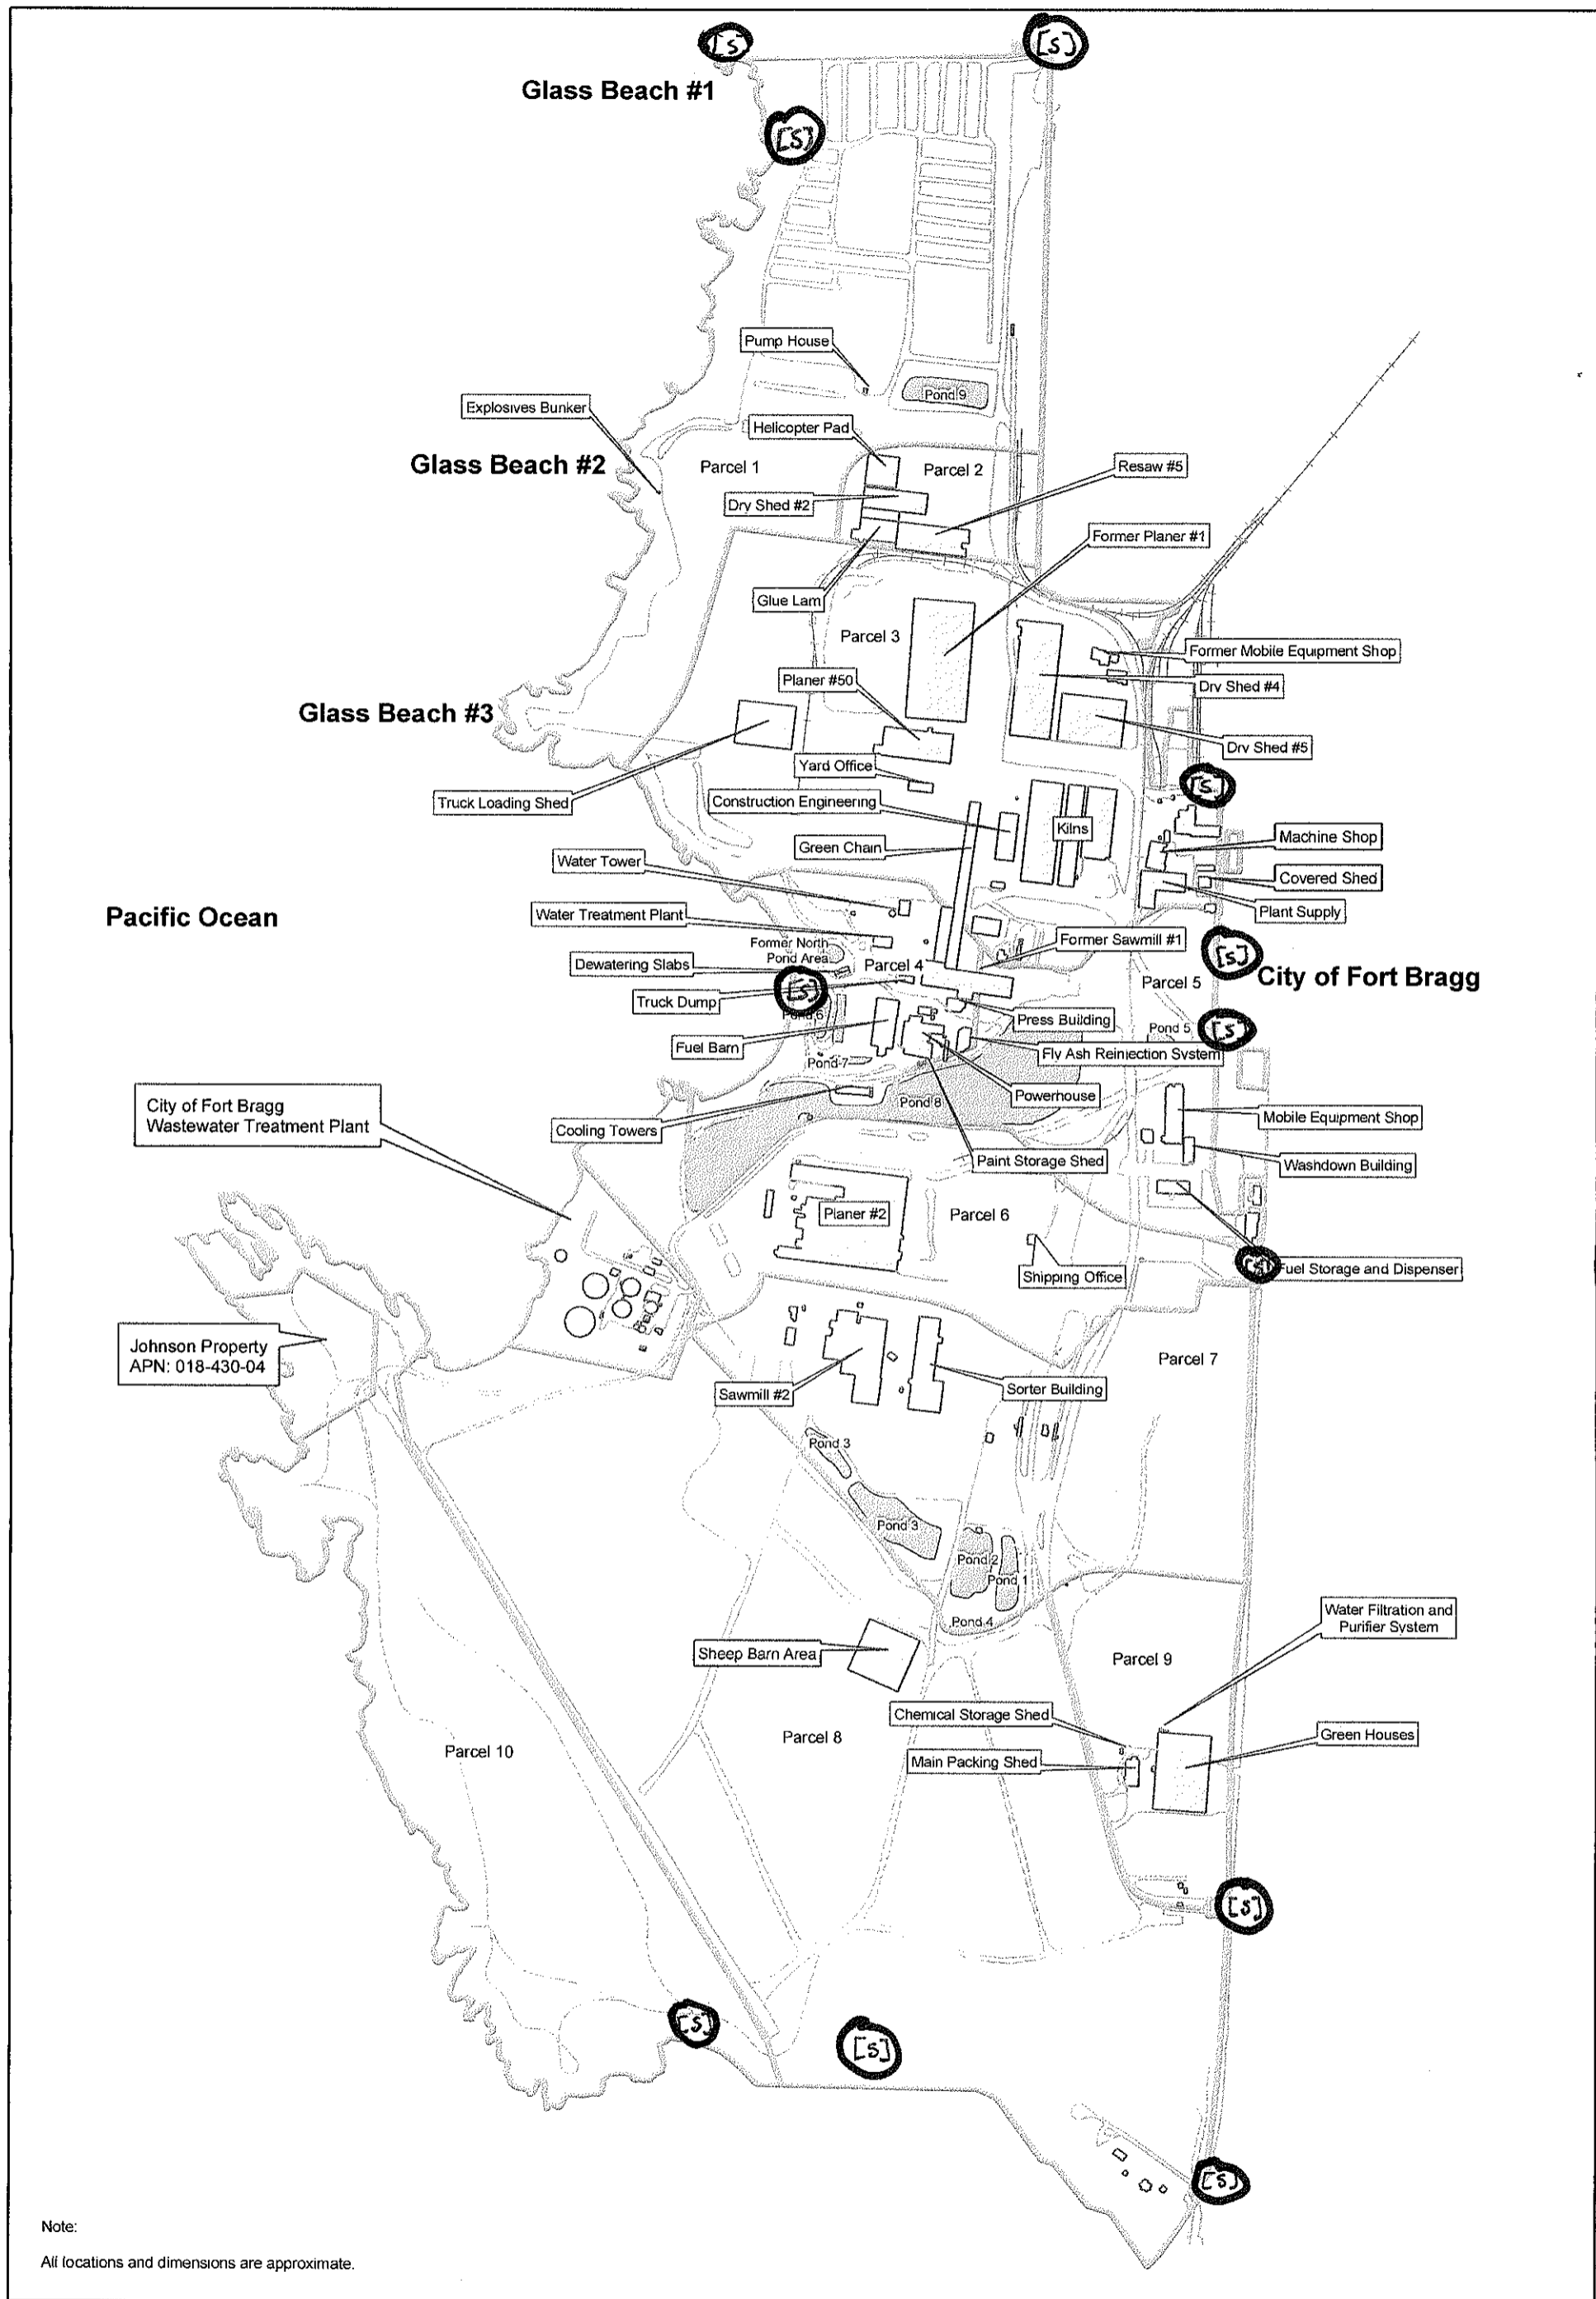 [S]
[S]
Glass Beach #1
[S]
Pump House
Pond 9
Explosives Bunker
Helicopter Pad
Glass Beach #2
Parcel 1
Parcel 2
Resaw #5
Dry Shed #2
Former Planer #1
Glue Lam
Parcel 3
Former Mobile Equipment Shop
Planer #50
Dry Shed #4
Glass Beach #3
Dry Shed #5
Yard Office
[S]
Truck Loading Shed
Construction Engineering
Kilns
Machine Shop
Green Chain
Water Tower
Covered Shed
Pacific Ocean
Water Treatment Plant
Plant Supply
Former North
Pond Area
Former Sawmill #1
[S]
Dewatering Slabs
Parcel 4
City of Fort Bragg
Parcel 5
[S]
Truck Dump
Pond 6
Press Building
Pond 5
[S]
Fuel Barn
Fly Ash Reinjection System
Pond 7
Powerhouse
City of Fort Bragg
Wastewater Treatment Plant
Pond 8
Cooling Towers
Mobile Equipment Shop
Paint Storage Shed
Washdown Building
Planer #2
Parcel 6
Shipping Office
[S]
Fuel Storage and Dispenser
Johnson Property
APN: 018-430-04
Parcel 7
Sawmill #2
Sorter Building
Pond 3
Pond 3
Pond 2
Pond 1
Pond 4
Water Filtration and
Purifier System
Sheep Barn Area
Parcel 9
Chemical Storage Shed
Parcel 8
Green Houses
Parcel 10
Main Packing Shed
[S]
[S]
[S]
[S]
Note:
All locations and dimensions are approximate.